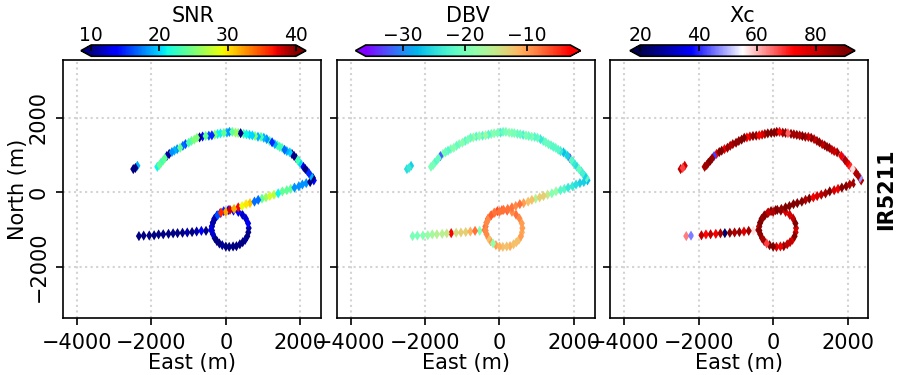 SNR DBV Xc
10 20 30 40 −30 −20 −10 20 40 60 80
North (m)
2000
0
−2000
IR5211
−4000 −2000 0 2000 −4000 −2000 0 2000 −4000 −2000 0 2000
East (m) East (m) East (m)